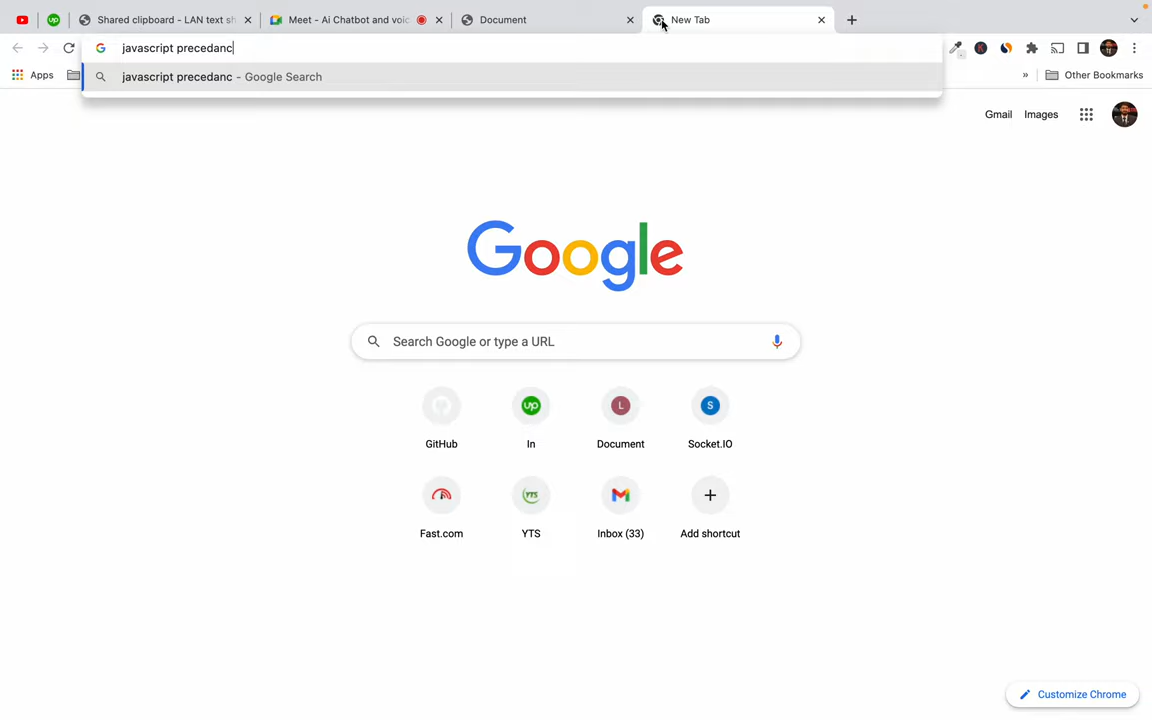 Shared clipboard - LAN text sh
Meet - Ai Chatbot and voic
Document
New Tab
javascript precedanc
Apps
javascript precedanc - Google Search
Other Bookmarks
Gmail
Images
Google
Search Google or type a URL
up
L
S
GitHub
In
Document
Socket.IO
YTS
Fast.com
YTS
Inbox (33)
Add shortcut
Customize Chrome